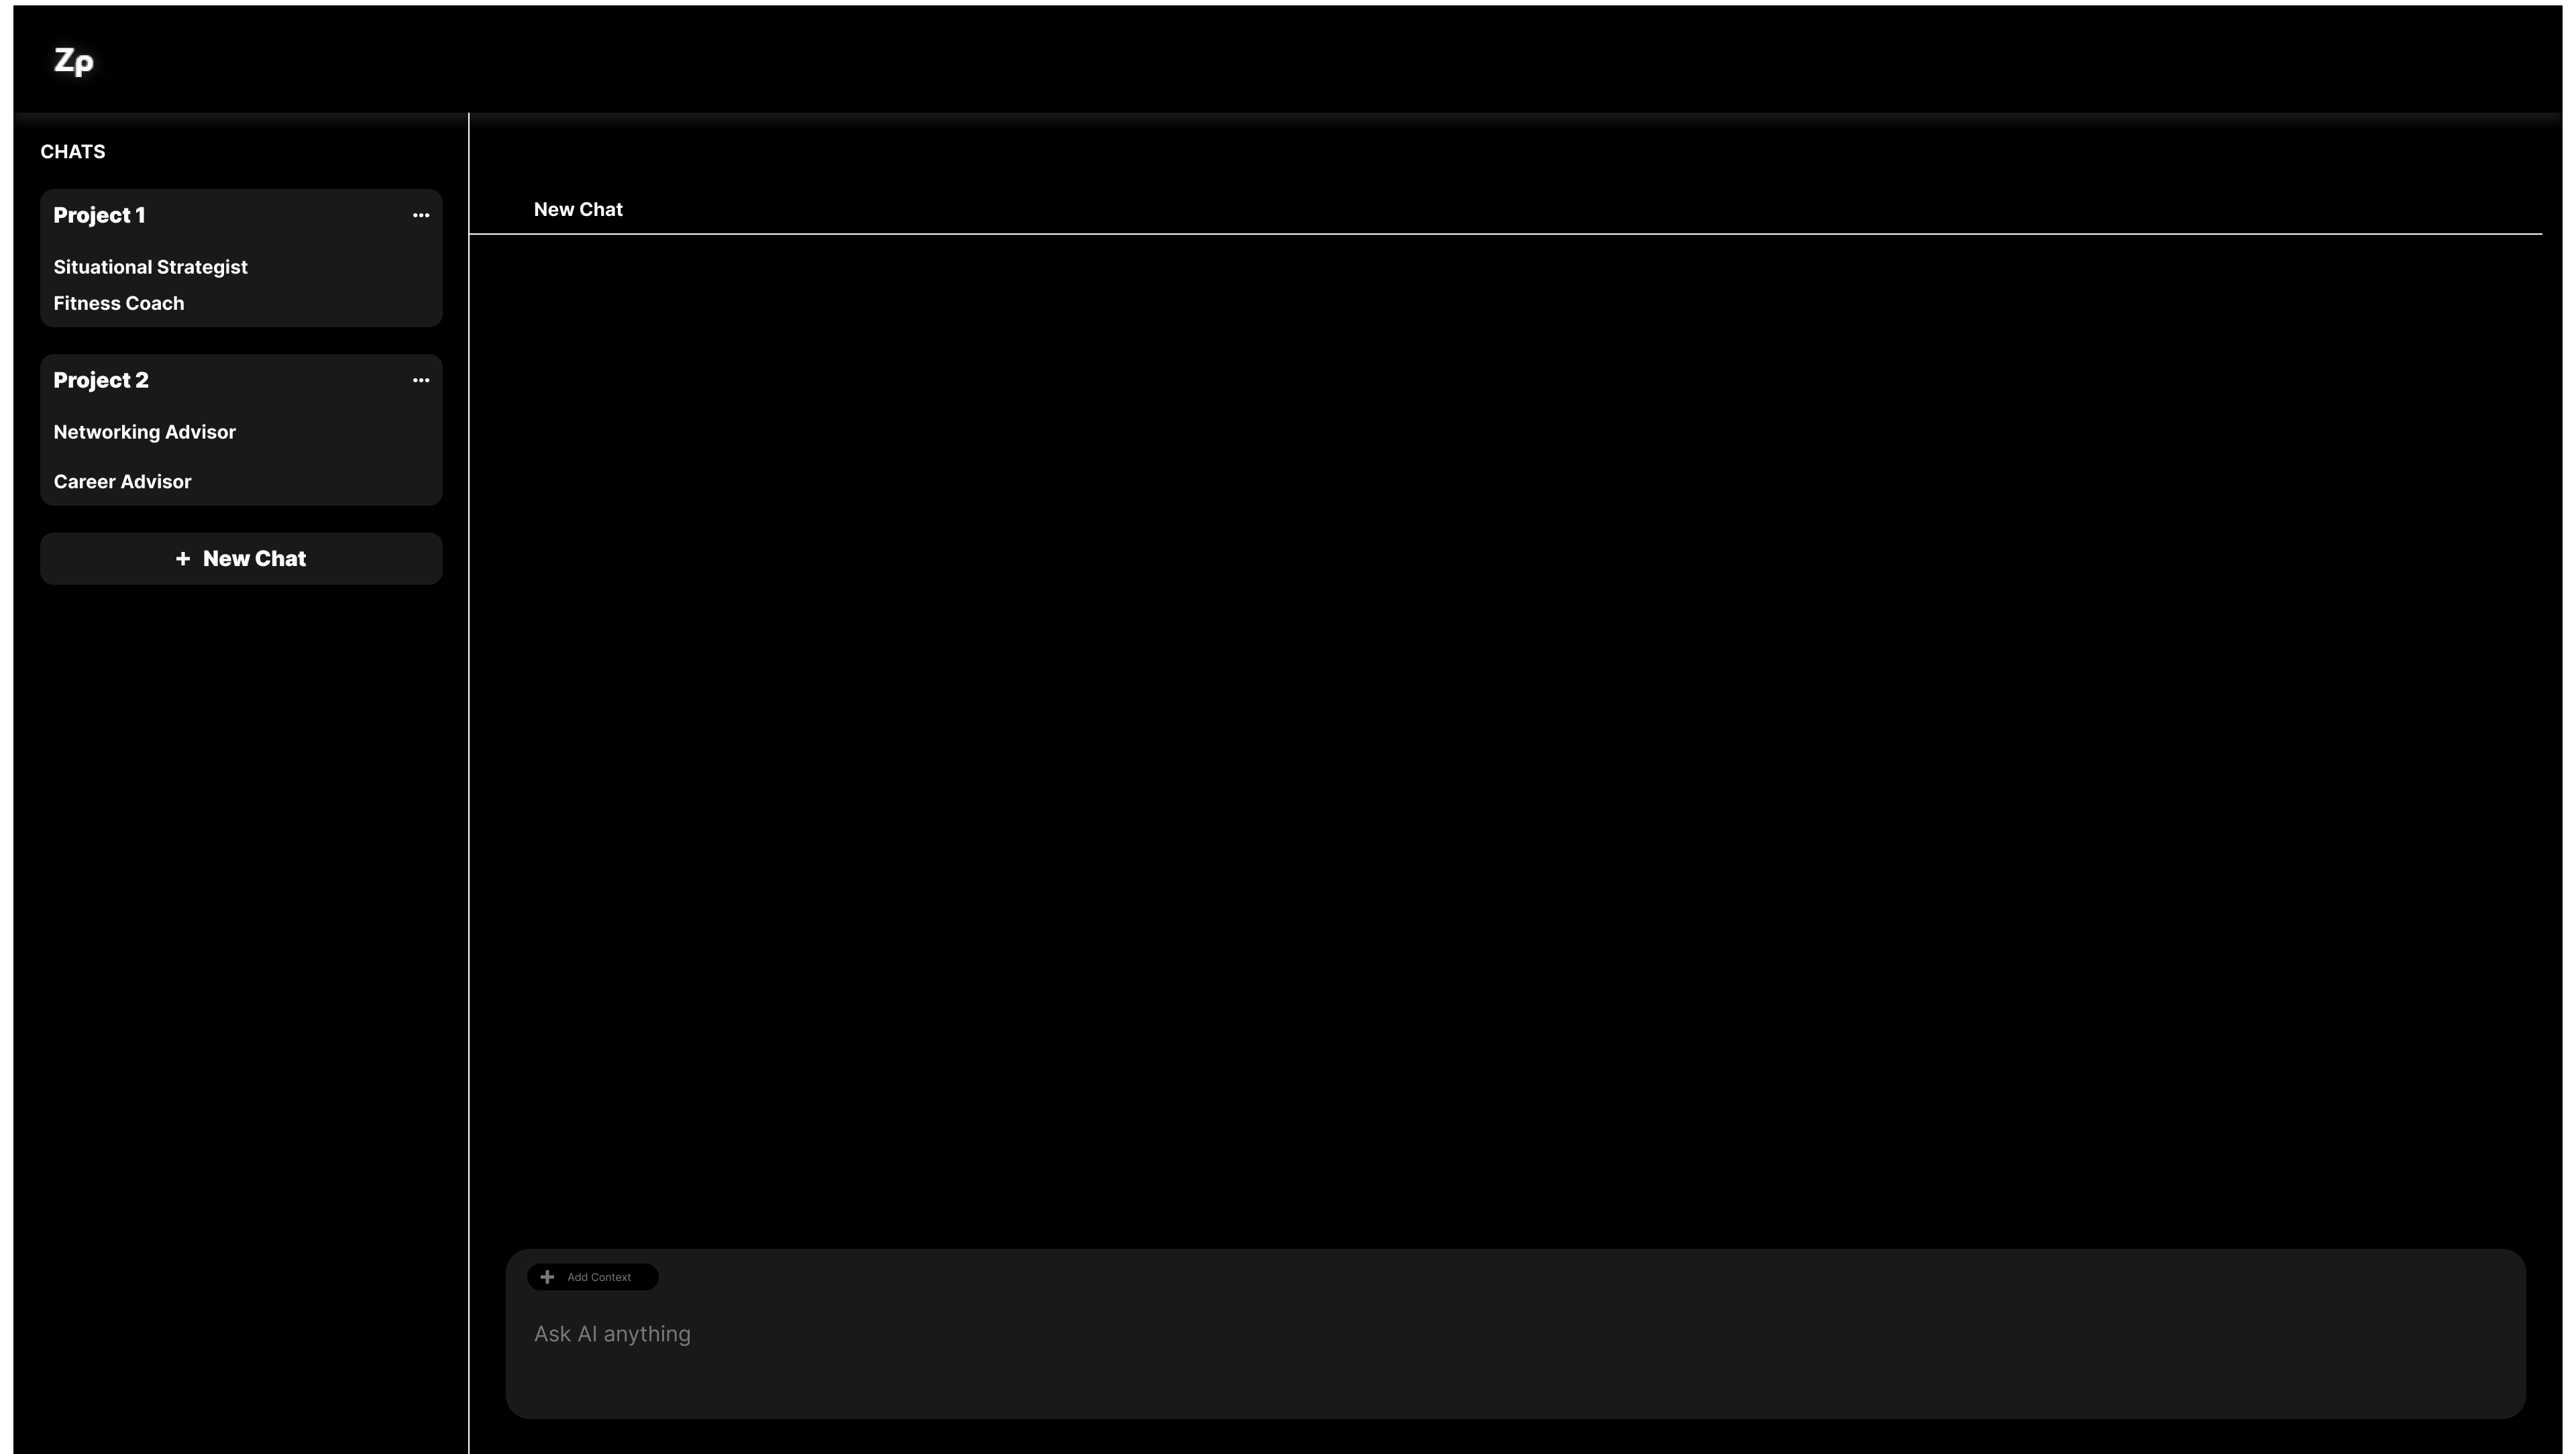 Zp
CHATS
Project 1
Situational Strategist
Fitness Coach
Project 2
Networking Advisor
Career Advisor
+ New Chat
New Chat
Add Context
Ask AI anything